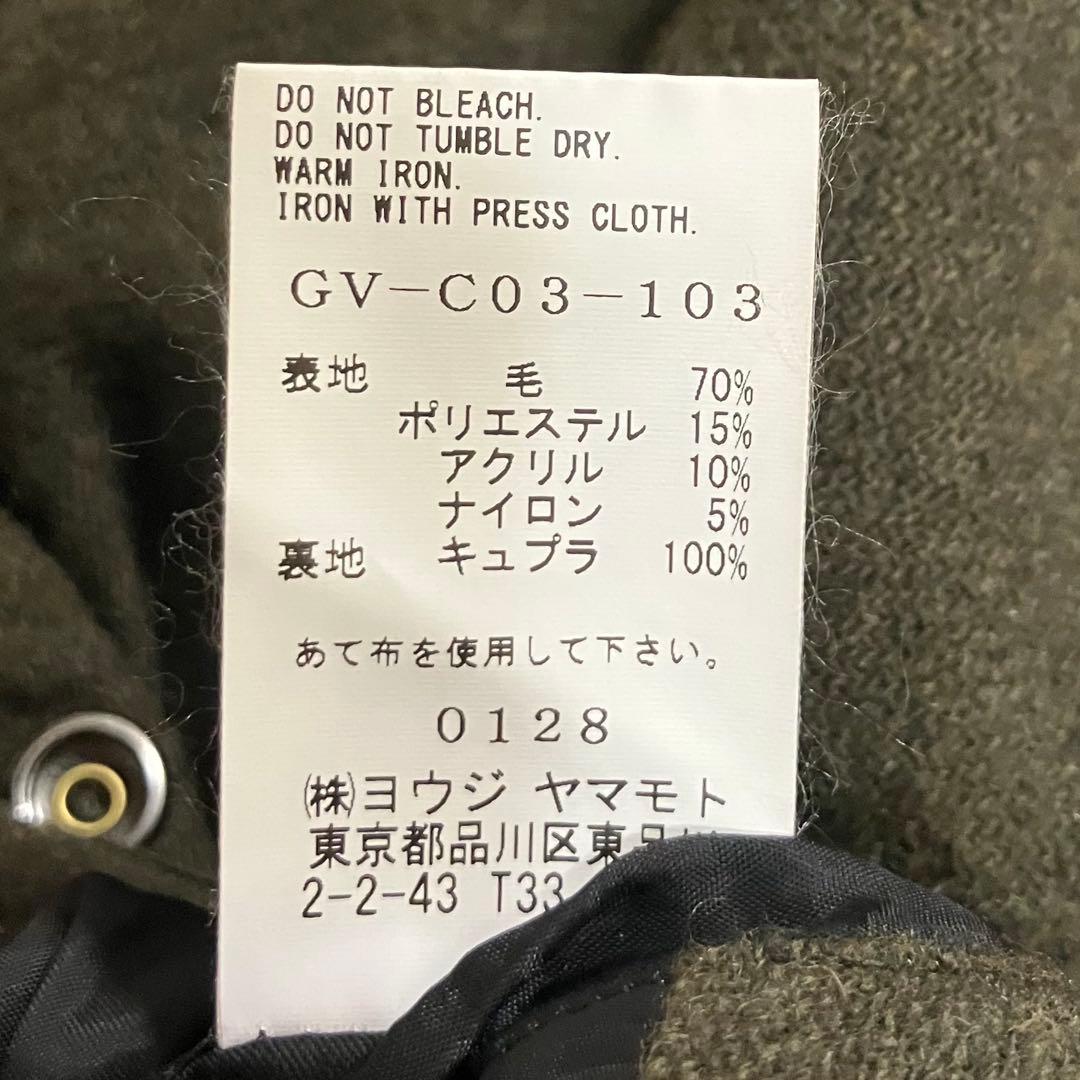 DO NOT BLEACH.
DO NOT TUMBLE DRY.
WARM IRON.
IRON WITH PRESS CLOTH.
GV－C03－103
表地 毛 70%
ポリエステル 15%
アクリル 10%
ナイロン 5%
裏地 キュプラ 100%
あて布を使用して下さい。
0128
(株)ヨウジ ヤマモト
東京都品川区東品
2-2-43 T33